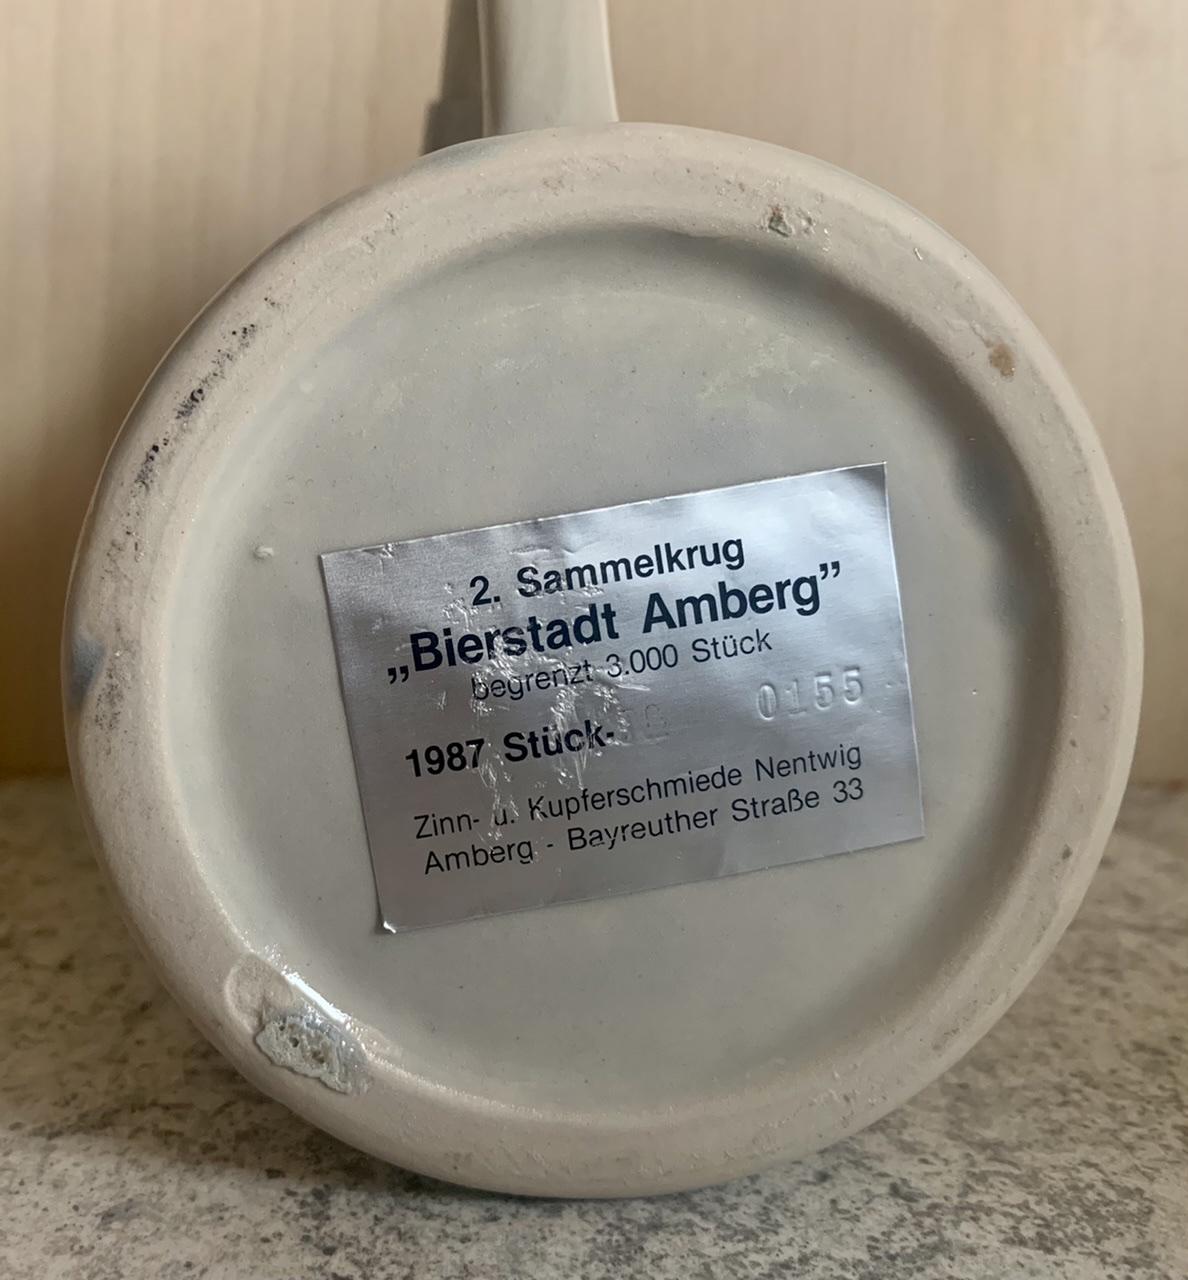 2. Sammelkrug
„Bierstadt Amberg”
begrenzt 3.000 Stück
0155
1987 Stück-
Zinn- u. Kupferschmiede Nentwig
Amberg - Bayreuther Straße 33